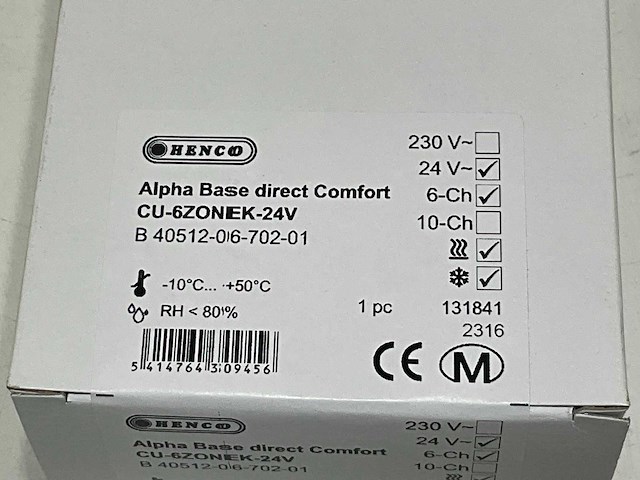 HENCO
230 V~
24 V~
Alpha Base direct Comfort
6-Ch
CU-6ZONEK-24V
10-Ch
B 40512-06-702-01
-10°C... +50°C
RH < 80%
1 pc
131841
2316
5 414764 309456
CE M
HENCO
230 V~
Alpha Base direct Comfort
24 V~
CU-6ZONEK-24V
6-Ch
B 40512-06-702-01
10-Ch